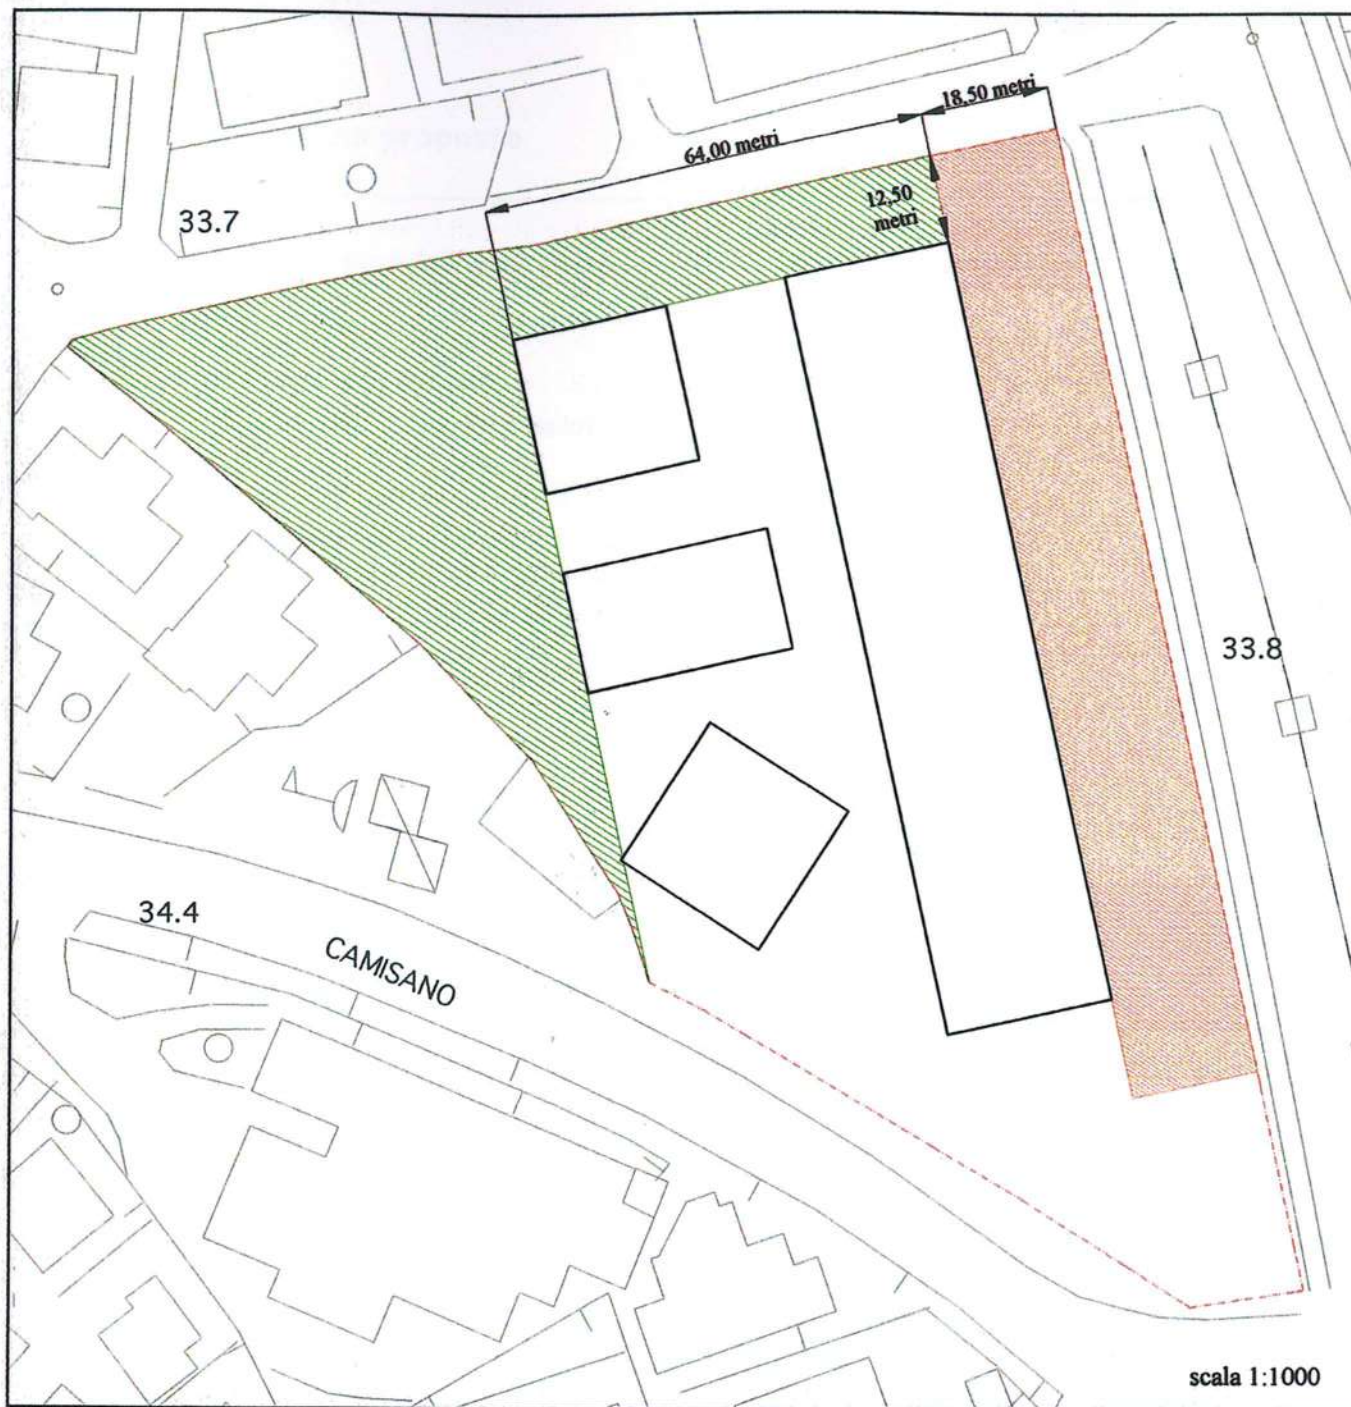 18,50 metri
64,00 metri
12,50
metri
33.7
33.8
34.4
CAMISANO
scala 1:1000